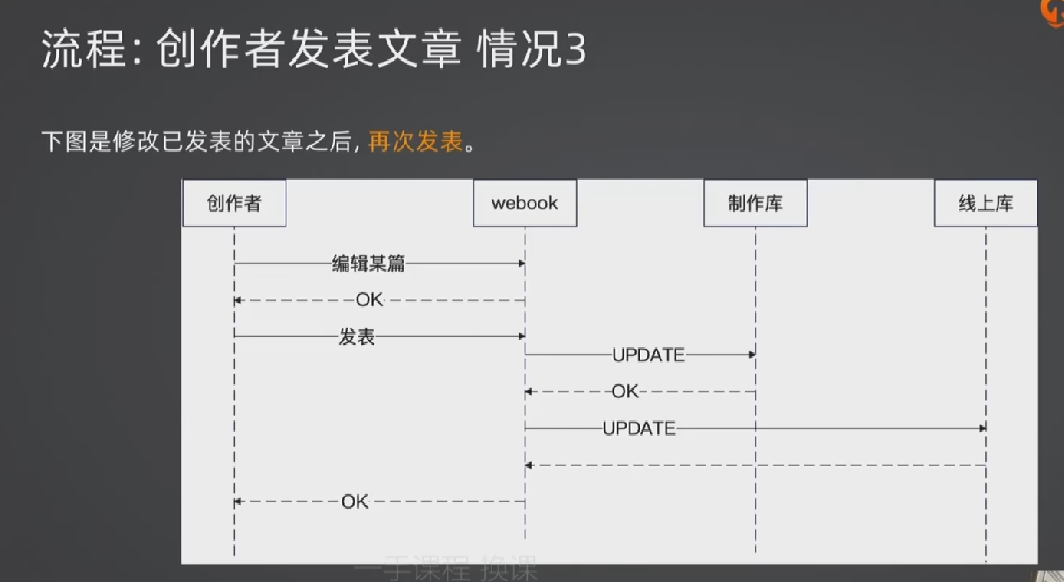 流程: 创作者发表文章 情况3
下图是修改已发表的文章之后, 再次发表。
创作者 webook 制作库 线上库
编辑某篇
OK
发表
UPDATE
OK
UPDATE
OK
一手课程 换课